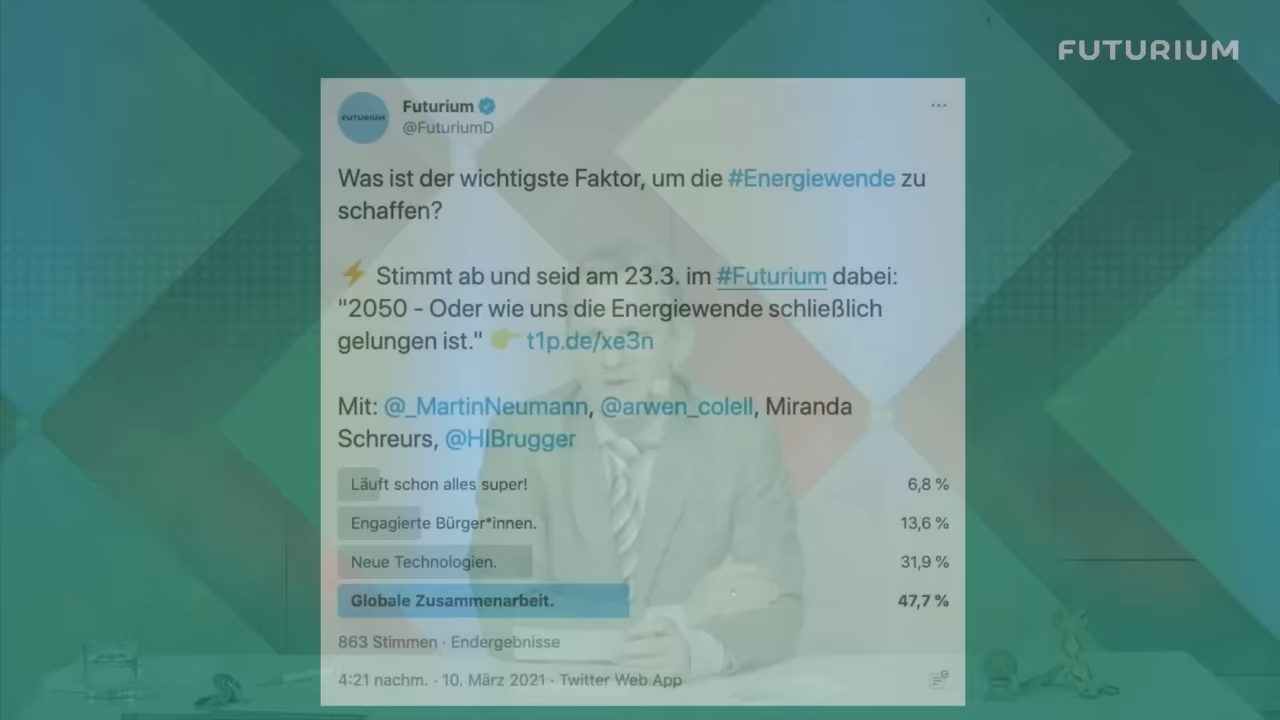 FUTURIUM
Futurium
FUTURIUM
@FuturiumD
Was ist der wichtigste Faktor, um die #Energiewende zu
schaffen?
⚡ Stimmt ab und seid am 23.3. im #Futurium dabei:
"2050 - Oder wie uns die Energiewende schließlich
gelungen ist." 👉 t1p.de/xe3n
Mit: @_MartinNeumann, @arwen_colell, Miranda
Schreurs, @HIBrugger
Läuft schon alles super! 6,8 %
Engagierte Bürger*innen. 13,6 %
Neue Technologien. 31,9 %
Globale Zusammenarbeit. 47,7 %
863 Stimmen · Endergebnisse
4:21 nachm. · 10. März 2021 · Twitter Web App